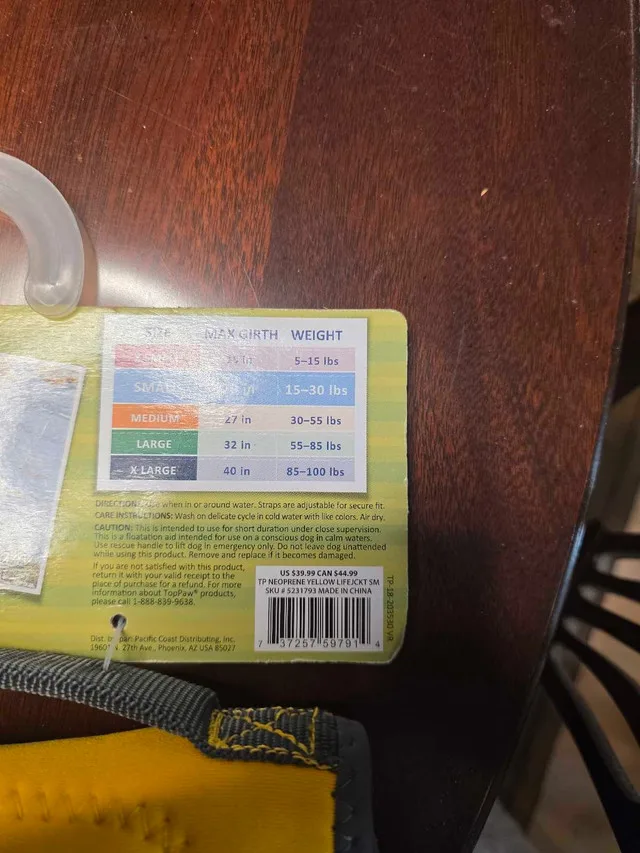 SIZE MAX GIRTH WEIGHT
5–15 lbs
SMALL in 15–30 lbs
MEDIUM 27 in 30–55 lbs
LARGE 32 in 55–85 lbs
X-LARGE 40 in 85–100 lbs
when in or around water. Straps are adjustable for secure fit.
CARE INSTRUCTIONS: Wash on delicate cycle in cold water with like colors. Air dry.
CAUTION: This is intended to use for short duration under close supervision.
This is a floatation aid intended for use on a conscious dog in calm waters.
Use rescue handle to lift dog in emergency only. Do not leave dog unattended
while using this product. Remove and replace if it becomes damaged.
If you are not satisfied with this product,
return it with your valid receipt to the
place of purchase for a refund. For more
information about TopPaw® products,
please call 1-888-839-9638.
Dist. Pacific Coast Distributing, Inc.
19601 N. 27th Ave., Phoenix, AZ USA 85027
US $39.99 CAN $44.99
TP NEOPRENE YELLOW LIFEJCKT SM
SKU # 5231793 MADE IN CHINA
7 37257 59791 4
TP-18-203530 VR